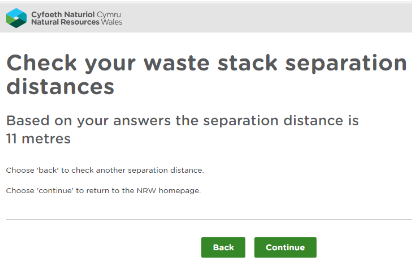 Cyfoeth Naturiol Cymru
Natural Resources Wales
Check your waste stack separation
distances
Based on your answers the separation distance is
11 metres
Choose 'back' to check another separation distance.
Choose 'continue' to return to the NRW homepage.
Back
Continue